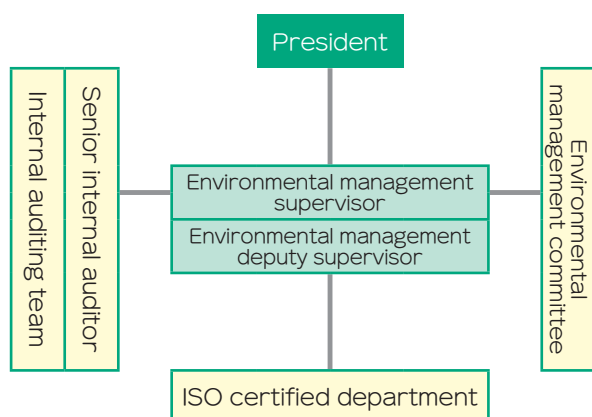 President
Internal auditing team
Senior internal auditor
Environmental management
supervisor
Environmental management
deputy supervisor
Environmental
management committee
ISO certified department